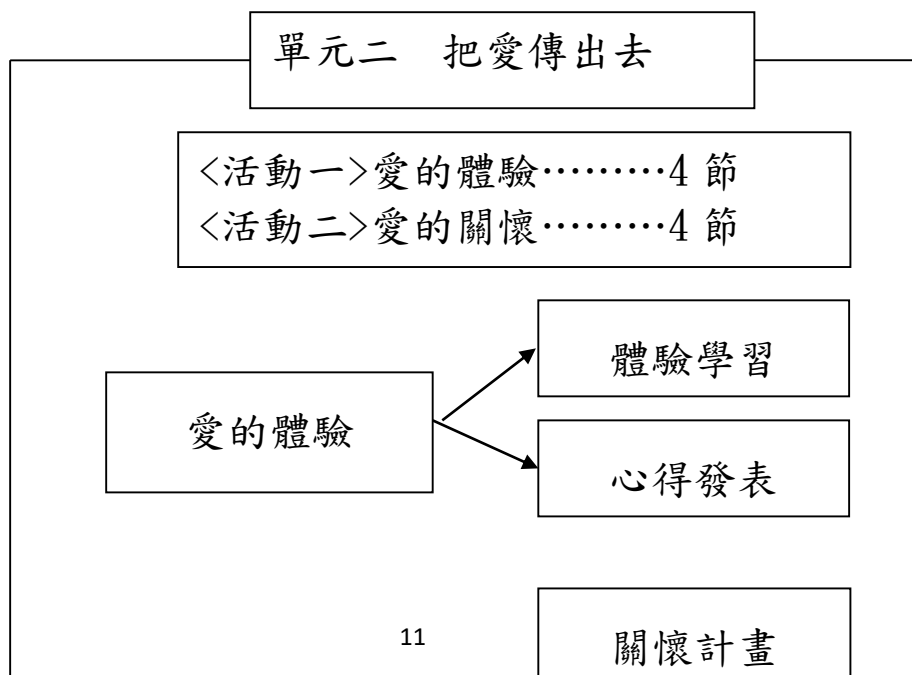 單元二　把愛傳出去
<活動一>愛的體驗………4 節
<活動二>愛的關懷………4 節
體驗學習
愛的體驗
心得發表
關懷計畫
11